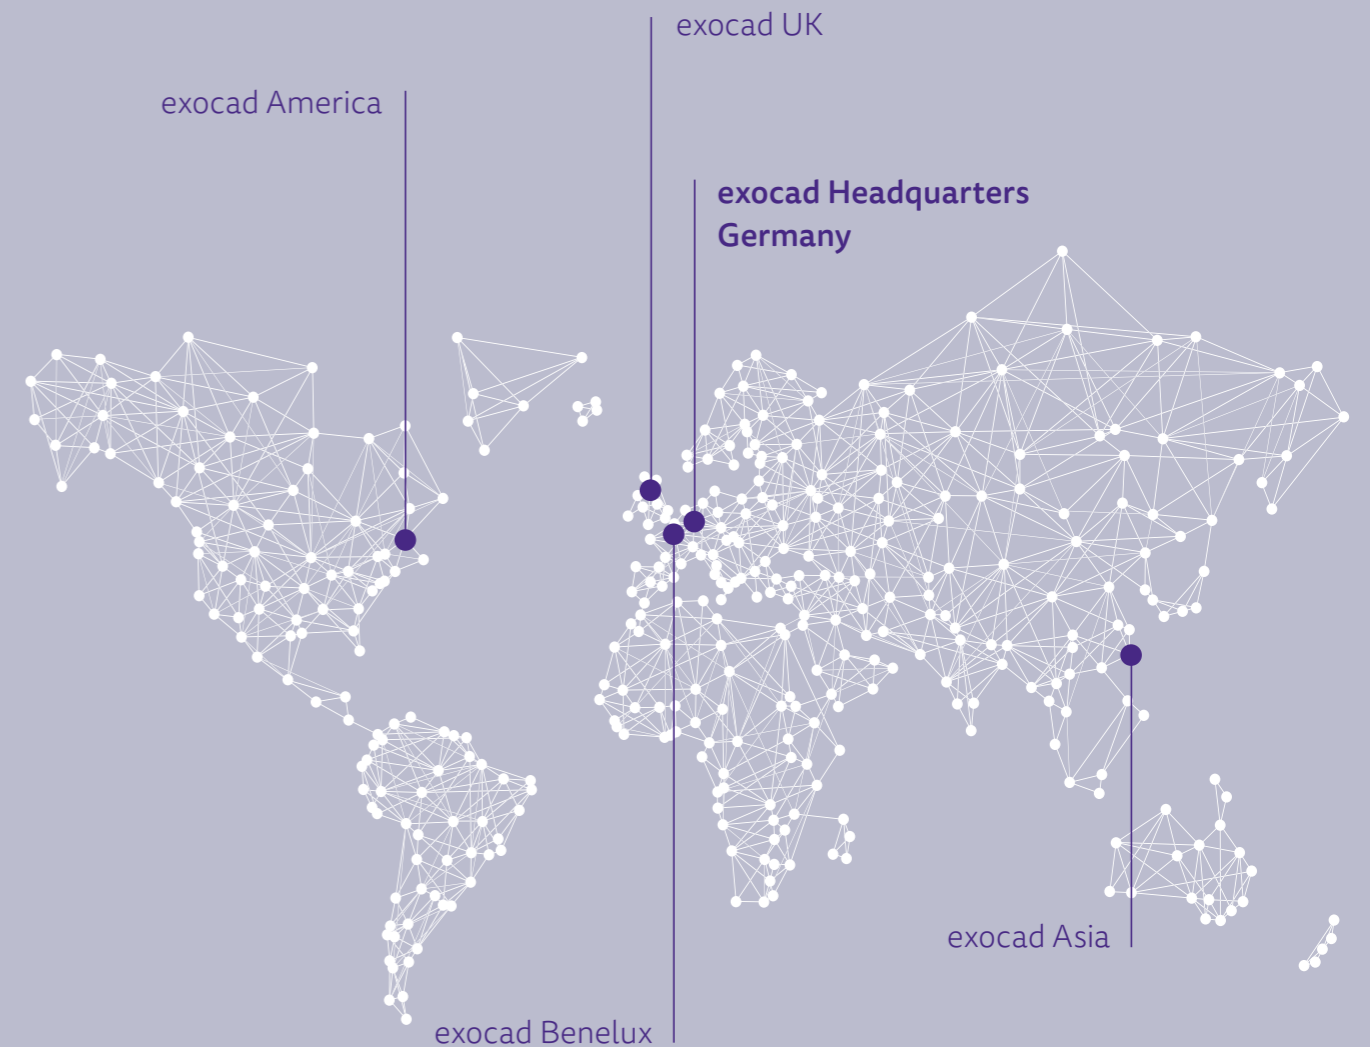 exocad UK
exocad America
exocad Headquarters
Germany
exocad Asia
exocad Benelux